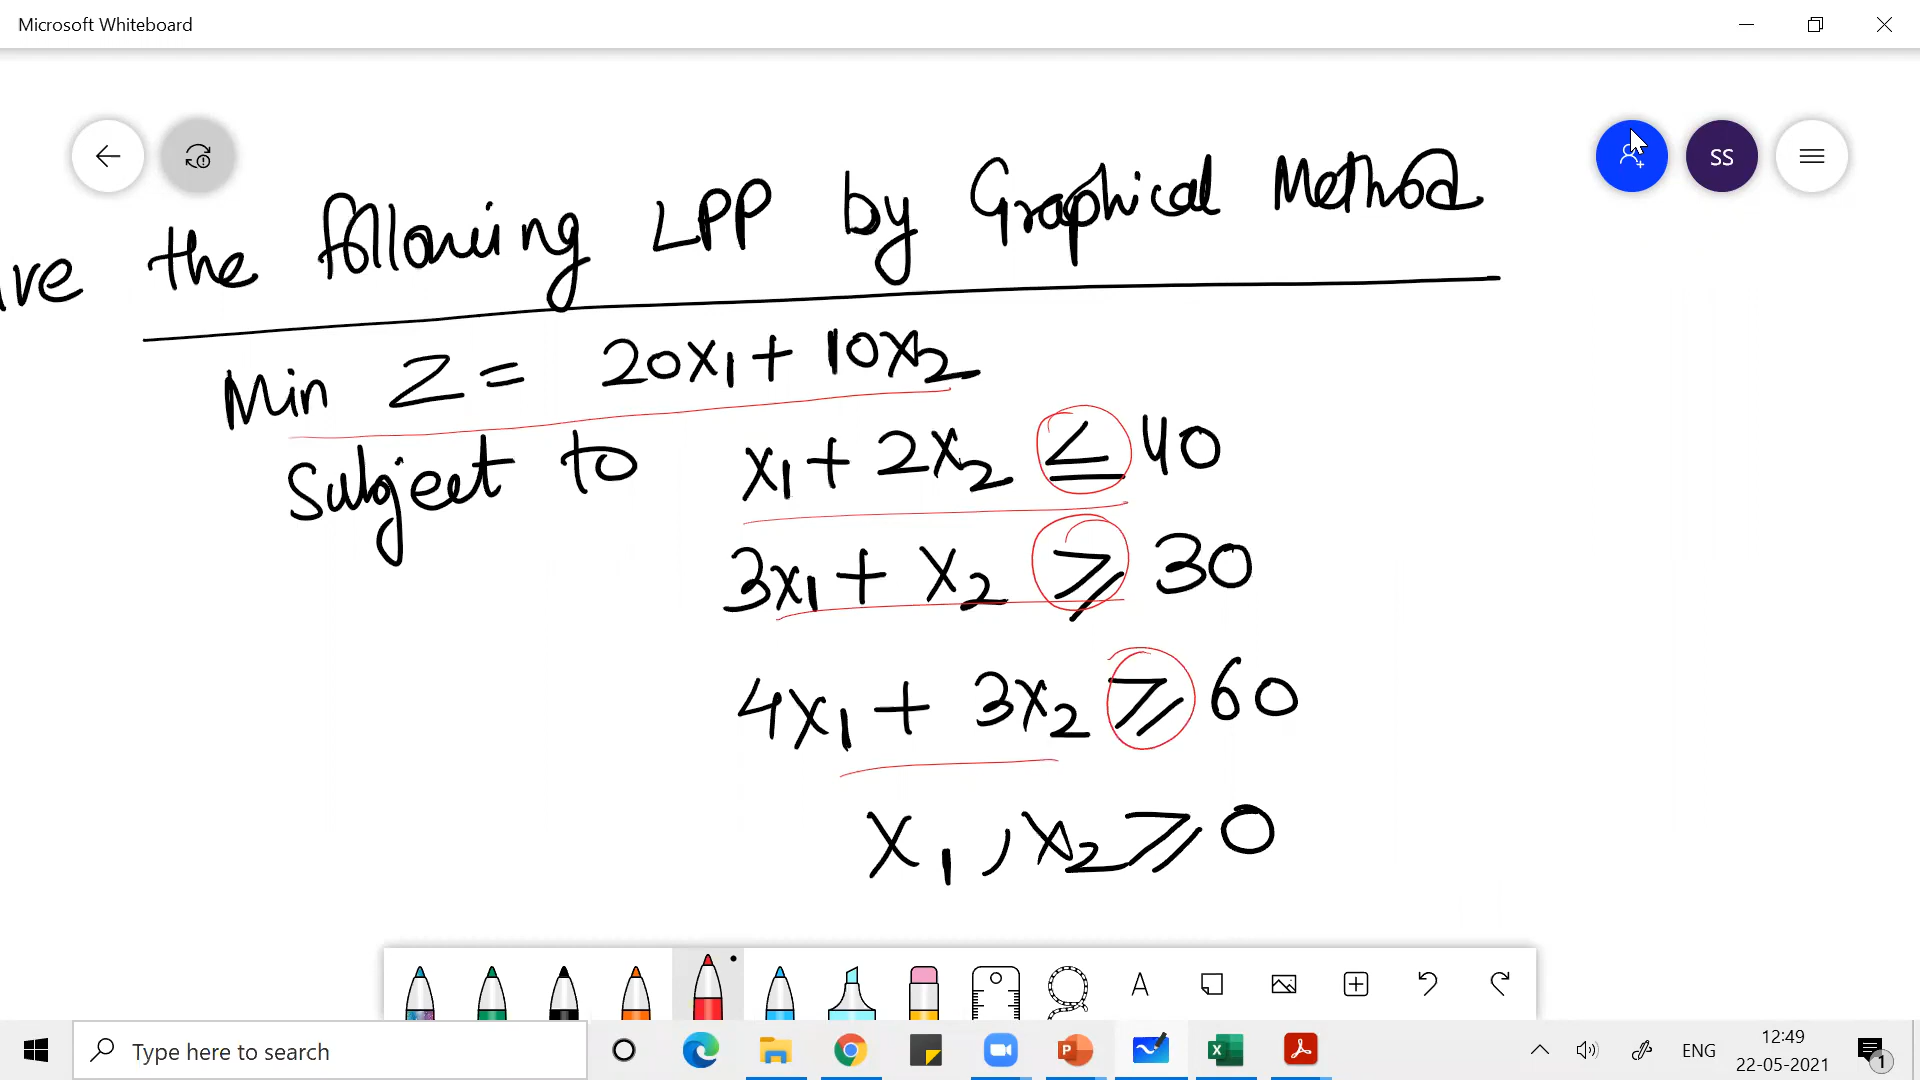 Microsoft Whiteboard
SS
the following LPP by Graphical Method
Min Z = 20x₁ + 10x₂
Subject to x₁ + 2x₂ ≤ 40
3x₁ + x₂ ≥ 30
4x₁ + 3x₂ ≥ 60
x₁, x₂ ≥ 0
A
Type here to search
ENG
12:49
22-05-2021
1